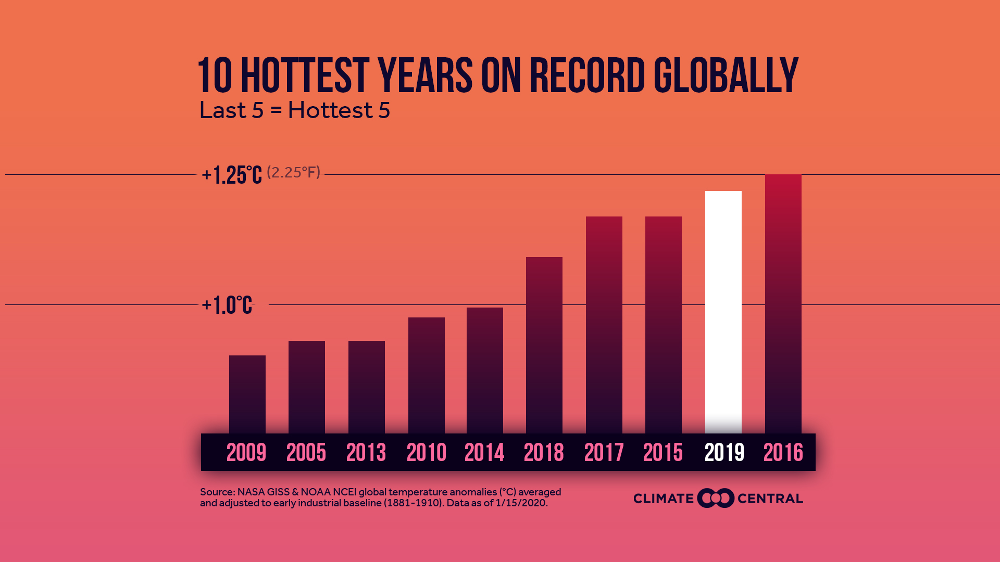 10 HOTTEST YEARS ON RECORD GLOBALLY
Last 5 = Hottest 5
+1.25°C (2.25°F)
+1.0°C
2009 2005 2013 2010 2014 2018 2017 2015 2019 2016
Source: NASA GISS & NOAA NCEI global temperature anomalies (°C) averaged
and adjusted to early industrial baseline (1881-1910). Data as of 1/15/2020.
CLIMATE CENTRAL